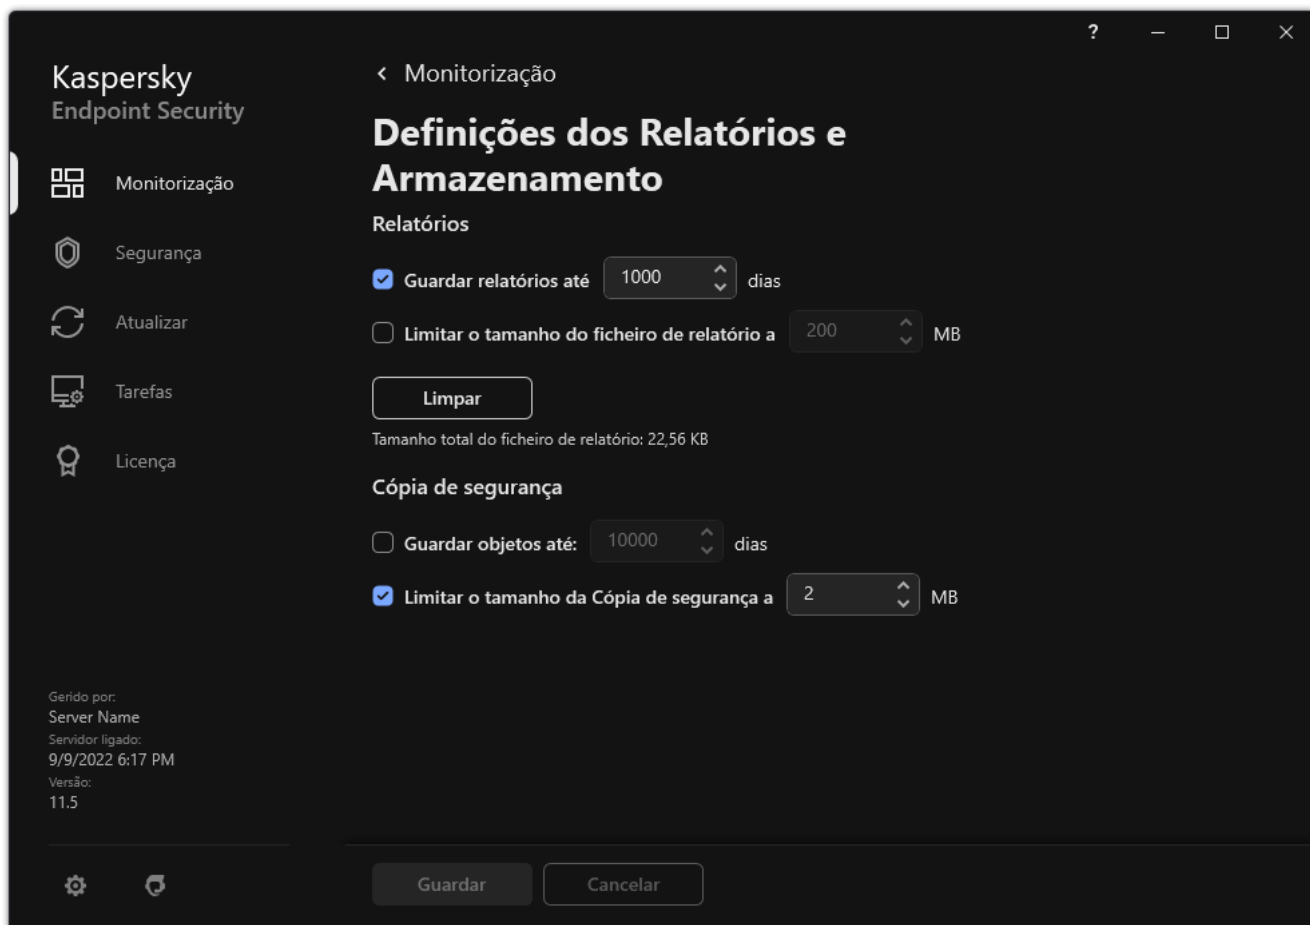 ?
Kaspersky
Endpoint Security
Monitorização
Segurança
Atualizar
Tarefas
Licença
Gerido por:
Server Name
Servidor ligado:
9/9/2022 6:17 PM
Versão:
11.5
Monitorização
Definições dos Relatórios e
Armazenamento
Relatórios
Guardar relatórios até 1000 dias
Limitar o tamanho do ficheiro de relatório a 200 MB
Limpar
Tamanho total do ficheiro de relatório: 22,56 KB
Cópia de segurança
Guardar objetos até: 10000 dias
Limitar o tamanho da Cópia de segurança a 2 MB
Guardar Cancelar